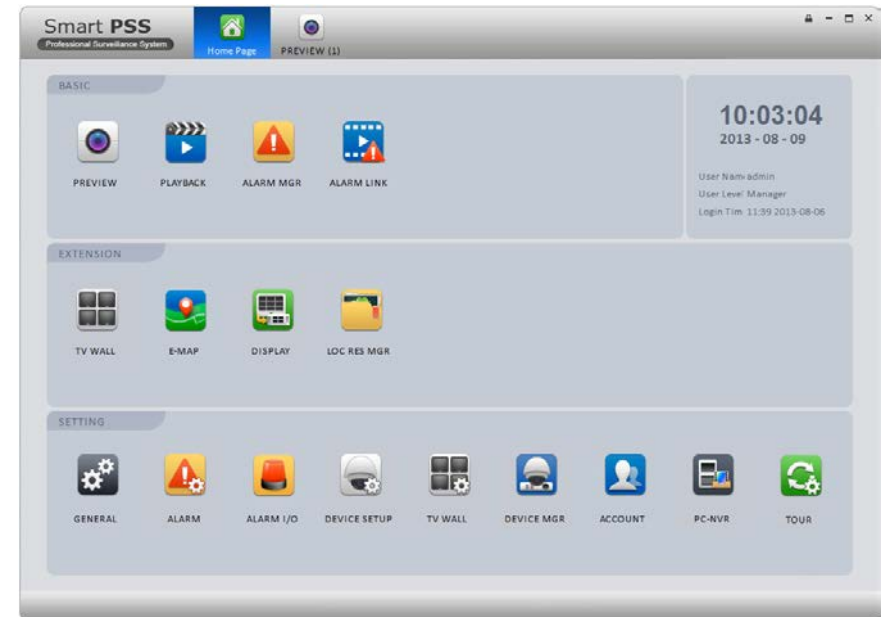 Smart PSS
Professional Surveillance System
Home Page
PREVIEW (1)
BASIC
PREVIEW
PLAYBACK
ALARM MGR
ALARM LINK
10:03:04
2013 - 08 - 09
User Nam admin
User Level Manager
Login Tim 11:39 2013-08-06
EXTENSION
TV WALL
E-MAP
DISPLAY
LOC RES MGR
SETTING
GENERAL
ALARM
ALARM I/O
DEVICE SETUP
TV WALL
DEVICE MGR
ACCOUNT
PC-NVR
TOUR